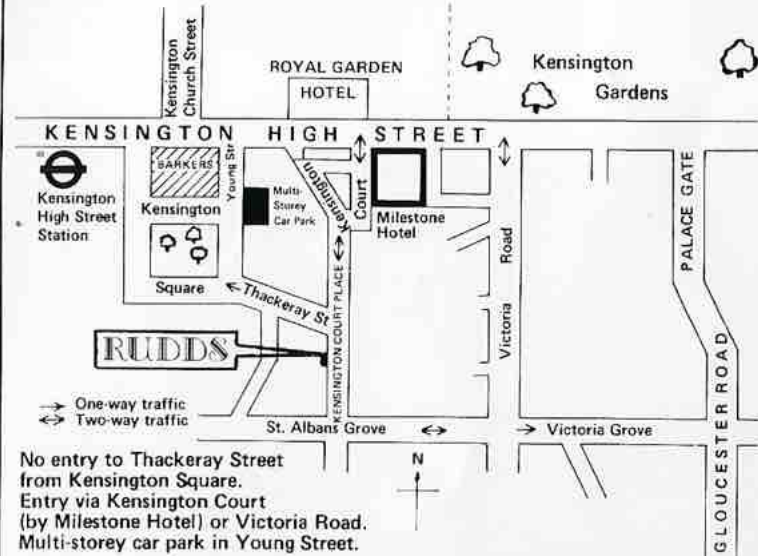 Kensington
Church Street
ROYAL GARDEN
HOTEL
Kensington
Gardens
KENSINGTON HIGH STREET
Kensington
High Street
Station
BARKERS
Young Str
Kensington
Square
Multi-
Storey
Car Park
Kensington
Court
Milestone
Hotel
Victoria Road
PALACE GATE
GLOUCESTER ROAD
Thackeray St
KENSINGTON COURT PLACE
RUDDS
One-way traffic
Two-way traffic
St. Albans Grove
Victoria Grove
N
No entry to Thackeray Street
from Kensington Square.
Entry via Kensington Court
(by Milestone Hotel) or Victoria Road.
Multi-storey car park in Young Street.